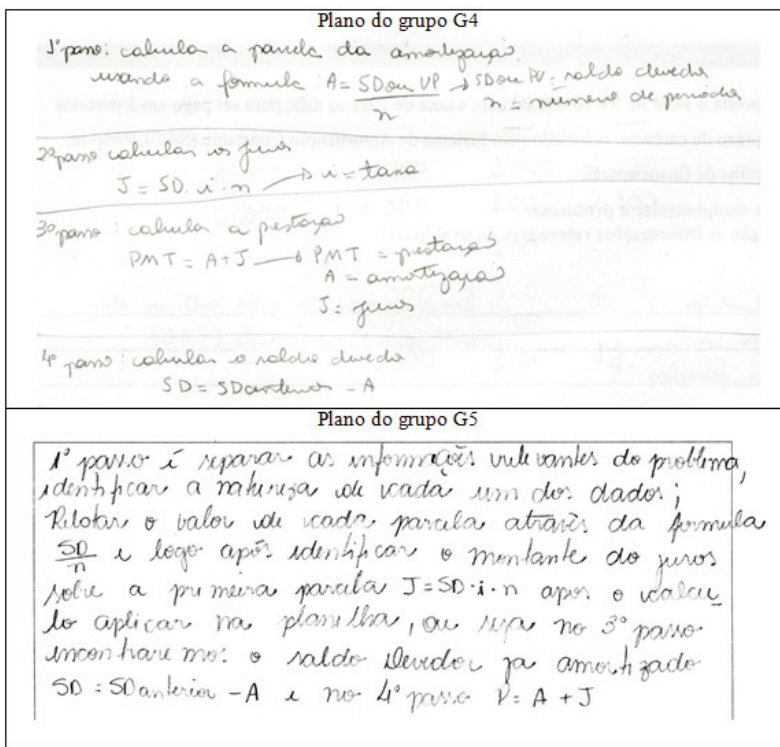 Plano do grupo G4
1º passo: calcula a parcela da amortização
usando a formula: A = SD ou VP → SD ou PV = saldo devedor
n n = número de períodos
2º passo: calcular os juros
J = SD. i. n → i = taxa
3º passo: calcula a prestação
PMT = A + J → PMT = prestação
A = amortização
J = juros
4º passo: calcular o saldo devedor
SD = SD anterior - A
Plano do grupo G5
1º passo é separar as informações relevantes do problema,
identificar a natureza de cada um dos dados;
Relatar o valor de cada parcela através da formula
SD/n e logo após identificar o montante do juros
sobre a primeira parcela J = SD·i·n apos o calcu
lo aplicar na planilha, ou seja no 3º passo
encontraremos o saldo Devedor ja amortizado
SD = SD anterior - A e no 4º passo P = A + J